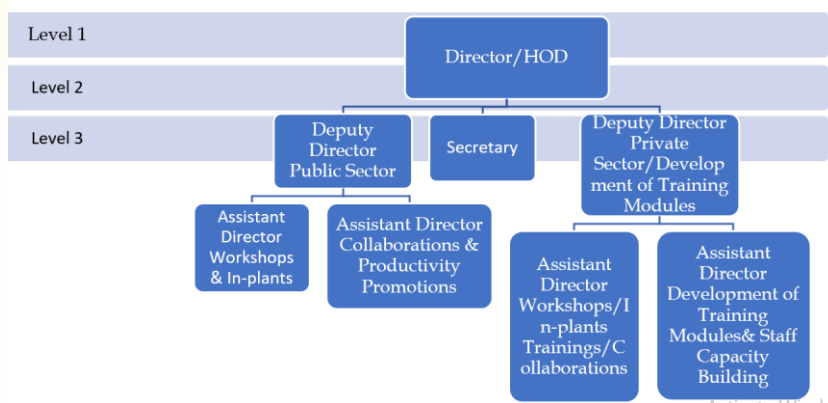 Level 1
Director/HOD
Level 2
Level 3
Deputy
Director
Public Sector
Secretary
Deputy Director
Private
Sector/Develop
ment of Training
Modules
Assistant
Director
Workshops
& In-plants
Assistant Director
Collaborations &
Productivity
Promotions
Assistant
Director
Workshops/I
n-plants
Trainings/C
ollaborations
Assistant
Director
Development of
Training
Modules& Staff
Capacity
Building